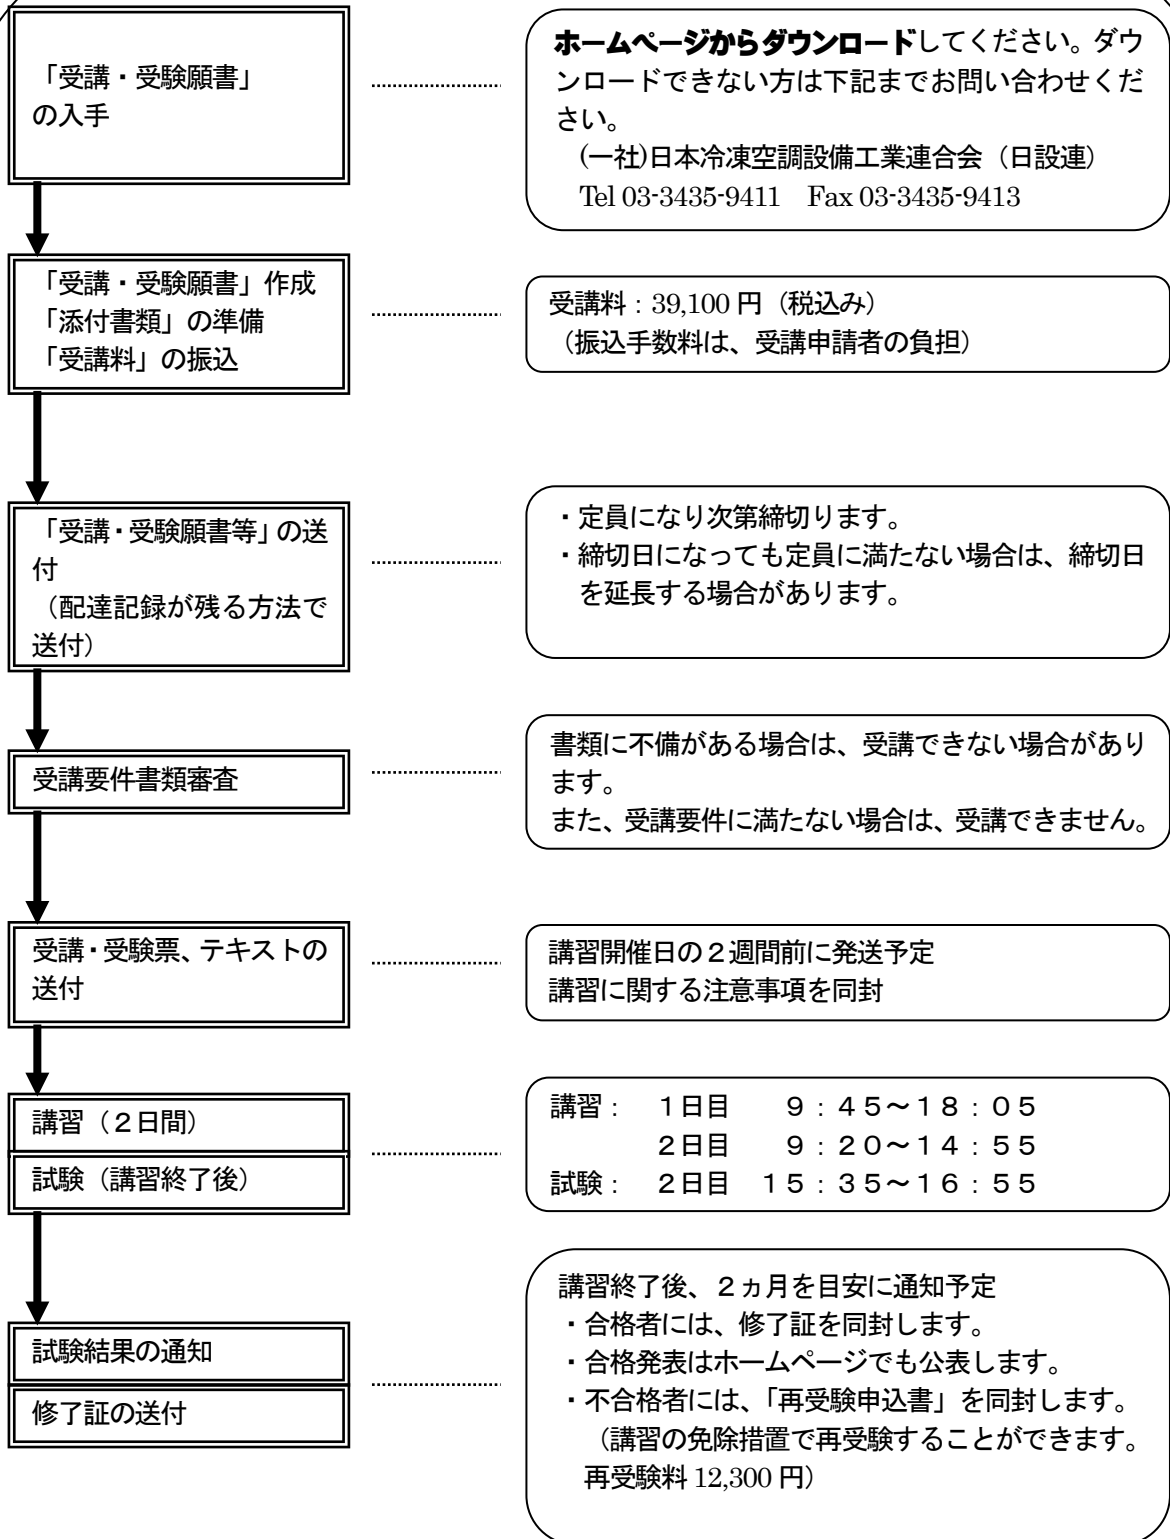 「受講・受験願書」
の入手
ホームページからダウンロードしてください。ダウ
ンロードできない方は下記までお問い合わせくだ
さい。
(一社)日本冷凍空調設備工業連合会（日設連）
Tel 03-3435-9411　Fax 03-3435-9413
「受講・受験願書」作成
「添付書類」の準備
「受講料」の振込
受講料：39,100 円（税込み）
（振込手数料は、受講申請者の負担）
「受講・受験願書等」の送
付
（配達記録が残る方法で
送付）
・定員になり次第締切ります。
・締切日になっても定員に満たない場合は、締切日
を延長する場合があります。
受講要件書類審査
書類に不備がある場合は、受講できない場合があり
ます。
また、受講要件に満たない場合は、受講できません。
受講・受験票、テキストの
送付
講習開催日の２週間前に発送予定
講習に関する注意事項を同封
講習（２日間）
試験（講習終了後）
講習：　１日目　　９：４５～１８：０５
２日目　　９：２０～１４：５５
試験：　２日目　１５：３５～１６：５５
試験結果の通知
修了証の送付
講習終了後、２ヵ月を目安に通知予定
・合格者には、修了証を同封します。
・合格発表はホームページでも公表します。
・不合格者には、「再受験申込書」を同封します。
（講習の免除措置で再受験することができます。
再受験料 12,300 円）